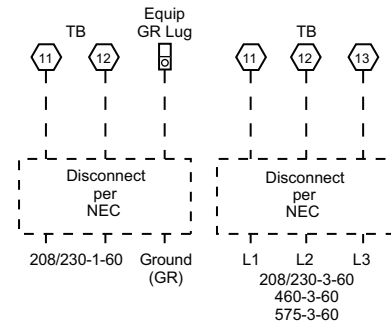 Equip
TB GR Lug TB
11 12 11 12 13
Disconnect
per
NEC
Disconnect
per
NEC
208/230-1-60 Ground
(GR)
L1 L2 L3
208/230-3-60
460-3-60
575-3-60